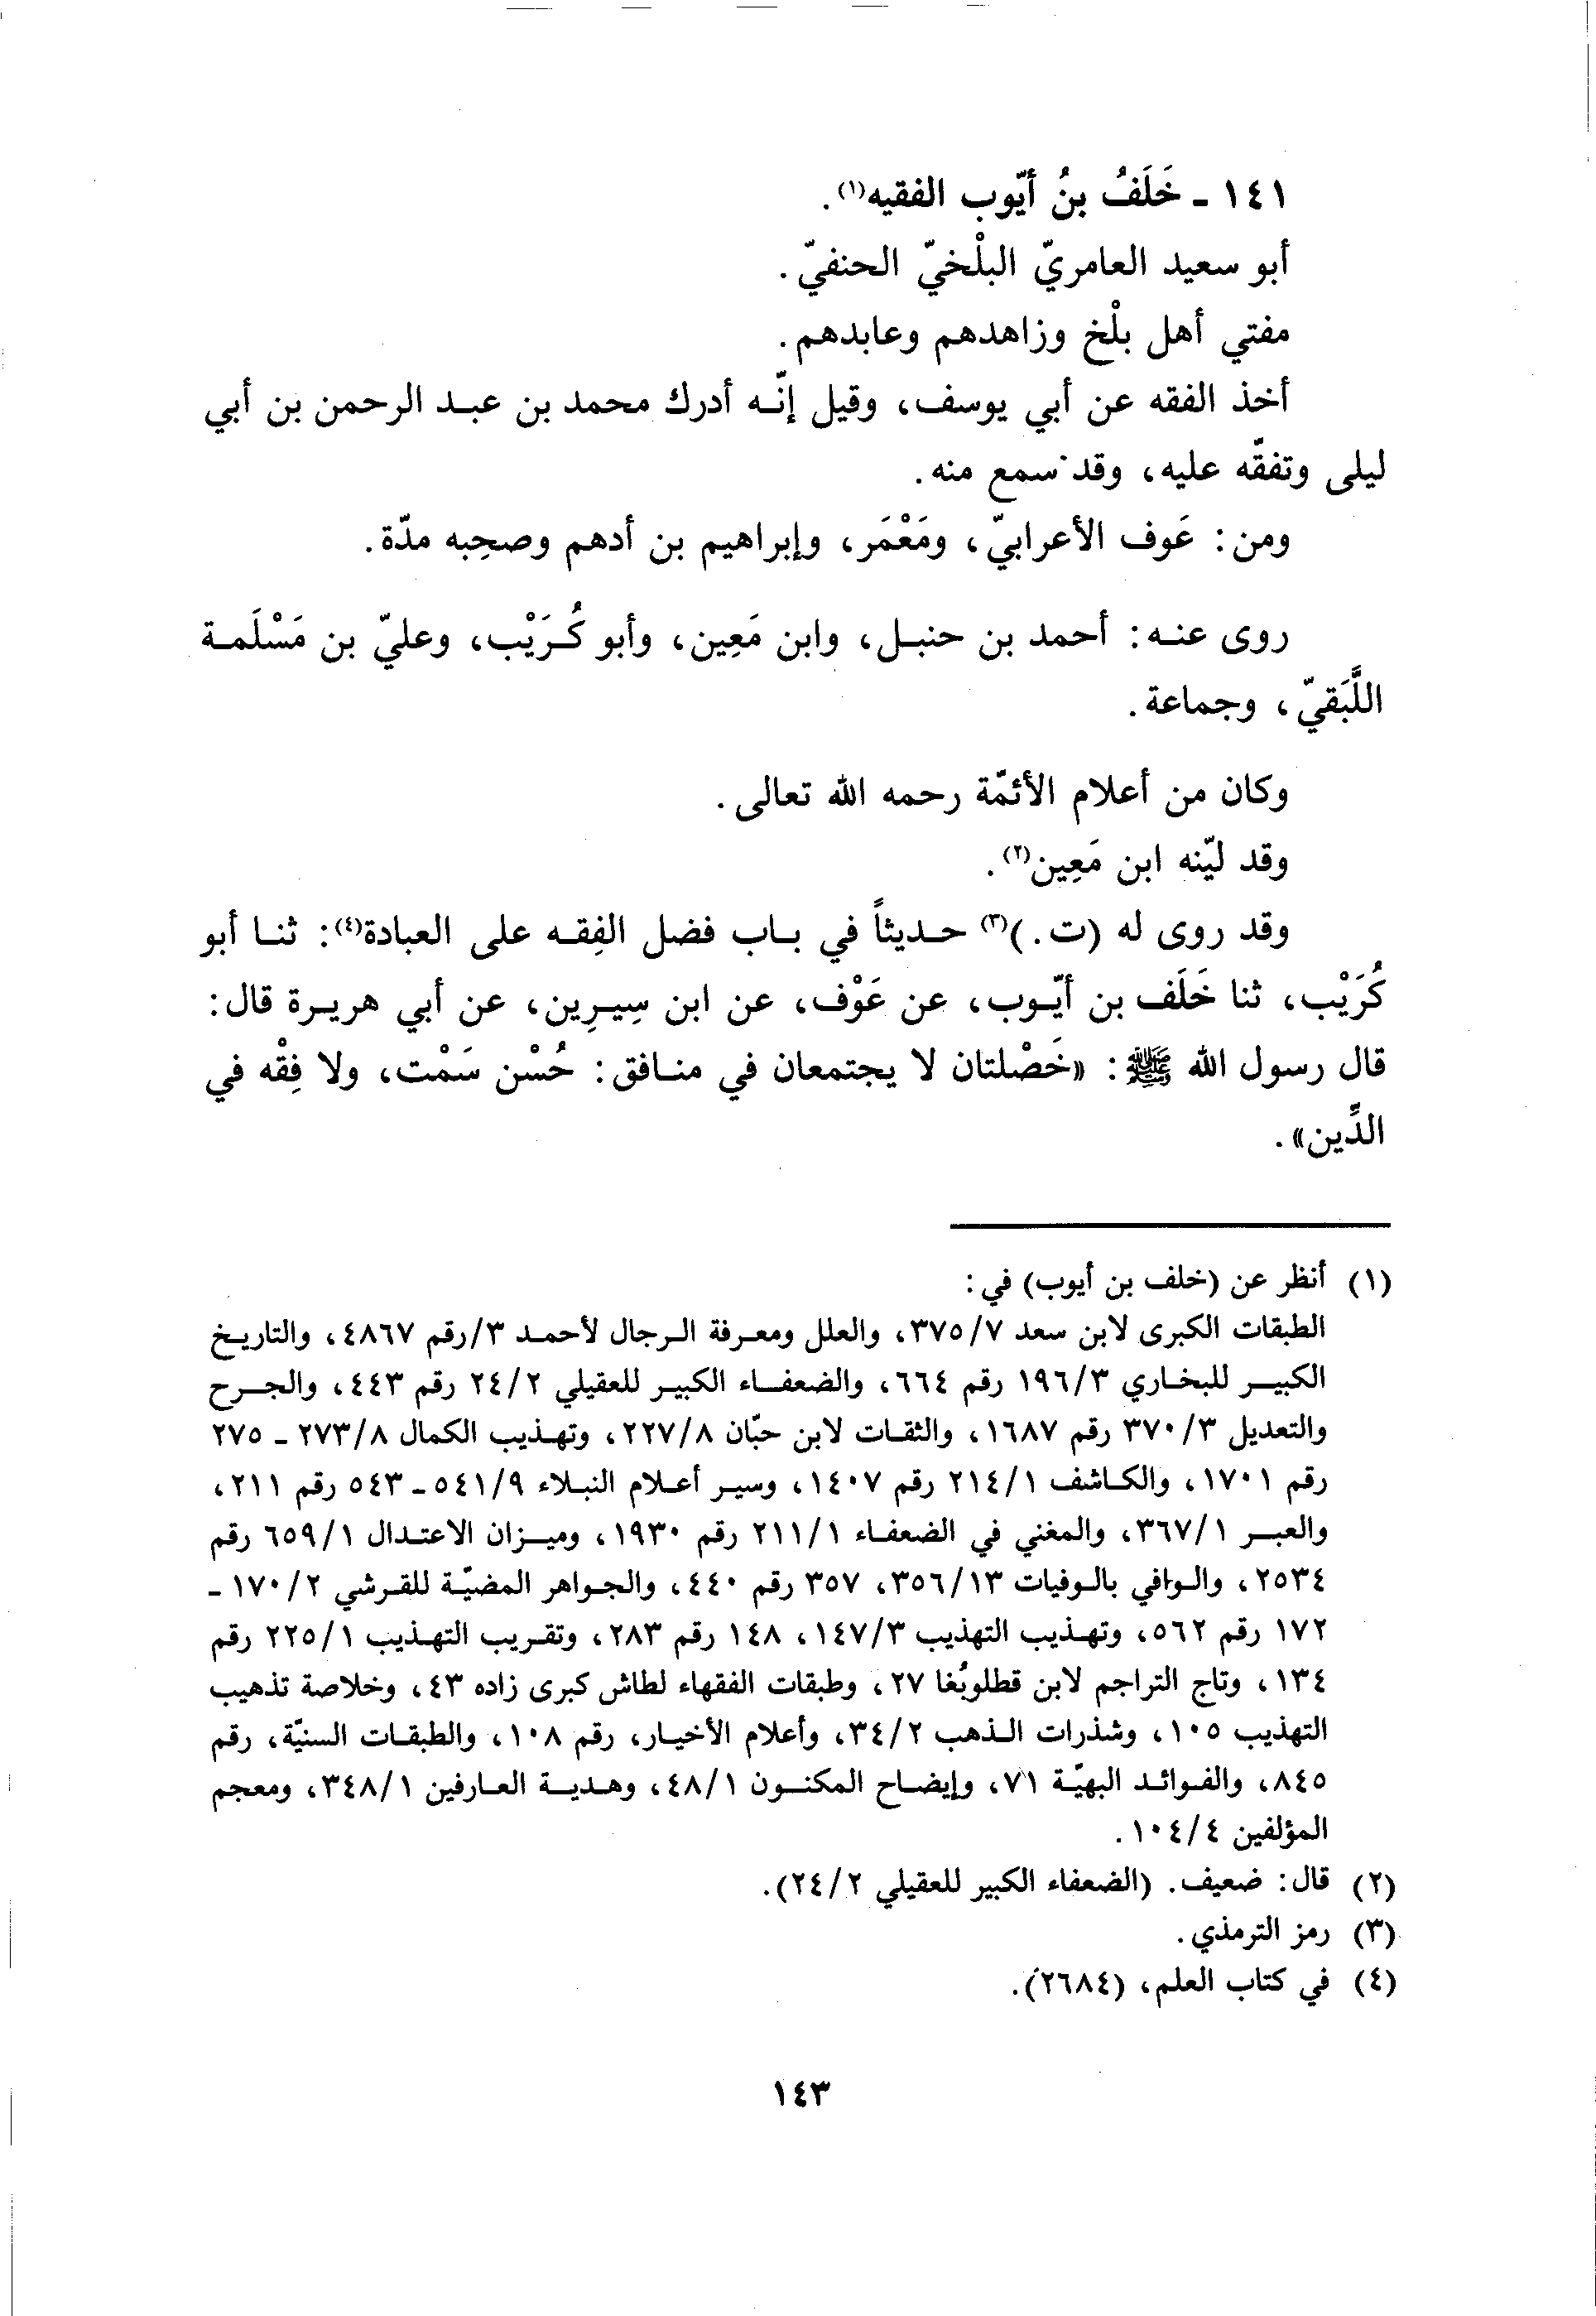 ١٤١ - خَلَفُ بنُ أيّوب الفقيه(١).
أبو سعيد العامريّ البلْخيّ الحنفيّ.
مفتي أهل بلْخ وزاهدهم وعابدهم.
أخذ الفقه عن أبي يوسف، وقيل إنّه أدرك محمد بن عبد الرحمن بن أبي
ليلى وتفقّه عليه، وقد سمع منه.
ومن: عَوف الأعرابيّ، ومَعْمَر، وإبراهيم بن أدهم وصحِبه مدّة.
روى عنه: أحمد بن حنبل، وابن مَعِين، وأبو كُرَيْب، وعليّ بن مَسْلَمة
اللَّبَقيّ، وجماعة.
وكان من أعلام الأئمّة رحمه الله تعالى.
وقد ليّنه ابن مَعِين(٢).
وقد روى له (ت.)(٣) حديثاً في باب فضل الفِقه على العبادة(٤): ثنا أبو
كُرَيْب، ثنا خَلَف بن أيّوب، عن عَوْف، عن ابن سِيرِين، عن أبي هريرة قال:
قال رسول الله ﷺ: «خَصْلتان لا يجتمعان في منافق: حُسْن سَمْت، ولا فِقْه في
الدِّين».
(١) أنظر عن (خلف بن أيوب) في:
الطبقات الكبرى لابن سعد ٣٧٥/٧، والعلل ومعرفة الرجال لأحمد ٣/رقم ٤٨٦٧، والتاريخ
الكبير للبخاري ١٩٦/٣ رقم ٦٦٤، والضعفاء الكبير للعقيلي ٢٤/٢ رقم ٤٤٣، والجرح
والتعديل ٣٧٠/٣ رقم ١٦٨٧، والثقات لابن حبّان ٢٢٧/٨، وتهذيب الكمال ٢٧٣/٨ - ٢٧٥
رقم ١٧٠١، والكاشف ٢١٤/١ رقم ١٤٠٧، وسير أعلام النبلاء ٥٤١/٩ - ٥٤٣ رقم ٢١١،
والعبر ٣٦٧/١، والمغني في الضعفاء ٢١١/١ رقم ١٩٣٠، وميزان الاعتدال ٦٥٩/١ رقم
٢٥٣٤، والوافي بالوفيات ٣٥٦/١٣، ٣٥٧ رقم ٤٤٠، والجواهر المضيّة للقرشي ١٧٠/٢ -
١٧٢ رقم ٥٦٢، وتهذيب التهذيب ١٤٧/٣، ١٤٨ رقم ٢٨٣، وتقريب التهذيب ٢٢٥/١ رقم
١٣٤، وتاج التراجم لابن قطلوبُغا ٢٧، وطبقات الفقهاء لطاش كبرى زاده ٤٣، وخلاصة تذهيب
التهذيب ١٠٥، وشذرات الذهب ٣٤/٢، وأعلام الأخيار، رقم ١٠٨، والطبقات السنيّة، رقم
٨٤٥، والفوائد البهيّة ٧١، وإيضاح المكنون ٤٨/١، وهدية العارفين ٣٤٨/١، ومعجم
المؤلفين ١٠٤/٤.
(٢) قال: ضعيف. (الضعفاء الكبير للعقيلي ٢٤/٢).
(٣) رمز الترمذي.
(٤) في كتاب العلم، (٢٦٨٤).
١٤٣